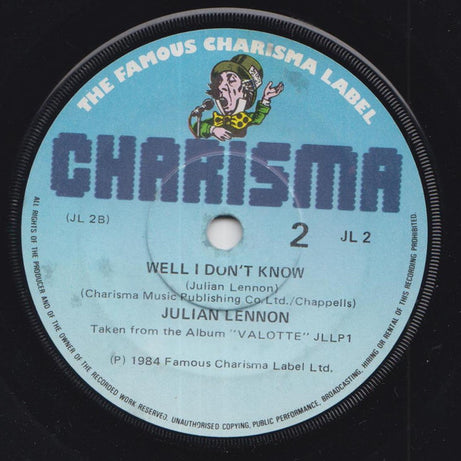 THE FAMOUS CHARISMA LABEL
CHARISMA
(JL 2B)
2
JL 2
WELL I DON'T KNOW
(Julian Lennon)
(Charisma Music Publishing Co Ltd./Chappells)
JULIAN LENNON
Taken from the Album "VALOTTE" JLLP1
(P) 1984 Famous Charisma Label Ltd.
ALL RIGHTS OF THE PRODUCER AND OF THE OWNER OF THE RECORDED WORK RESERVED. UNAUTHORISED COPYING, PUBLIC PERFORMANCE, BROADCASTING, HIRING OR RENTAL OF THIS RECORDING PROHIBITED.